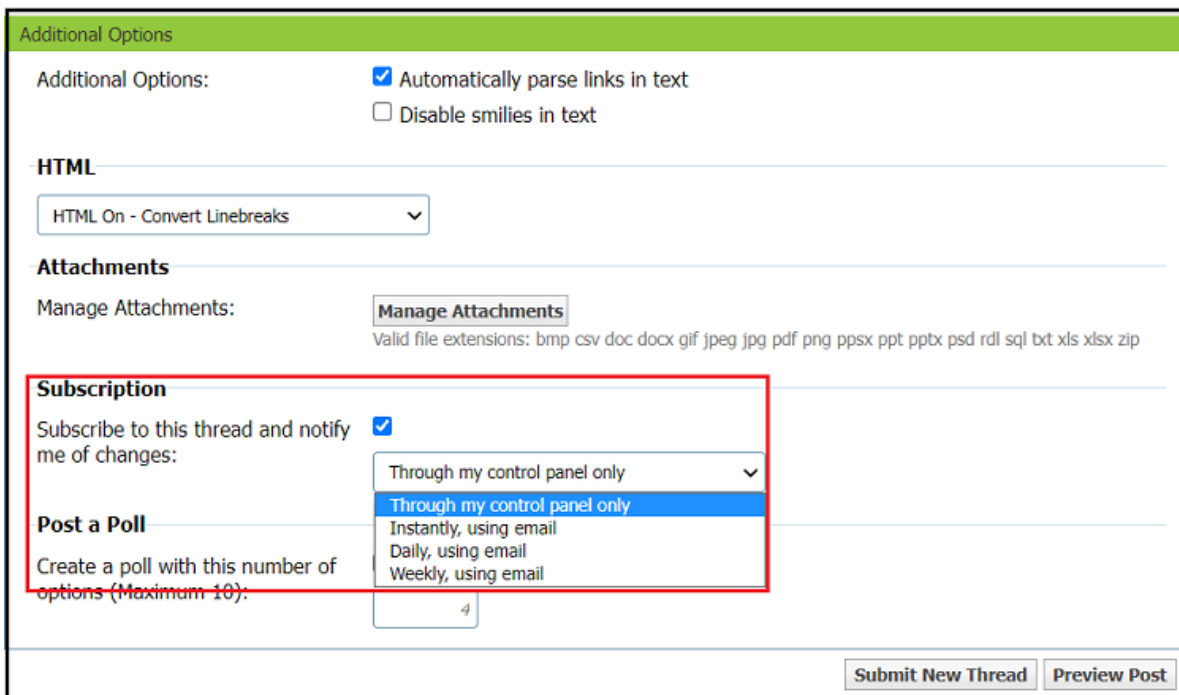 Additional Options
Additional Options:
Automatically parse links in text
Disable smilies in text
HTML
HTML On - Convert Linebreaks
Attachments
Manage Attachments:
Manage Attachments
Valid file extensions: bmp csv doc docx gif jpeg jpg pdf png ppsx ppt pptx psd rdl sql txt xls xlsx zip
Subscription
Subscribe to this thread and notify
me of changes:
Through my control panel only
Through my control panel only
Instantly, using email
Daily, using email
Weekly, using email
Post a Poll
Create a poll with this number of
options (Maximum 10):
4
Submit New Thread
Preview Post